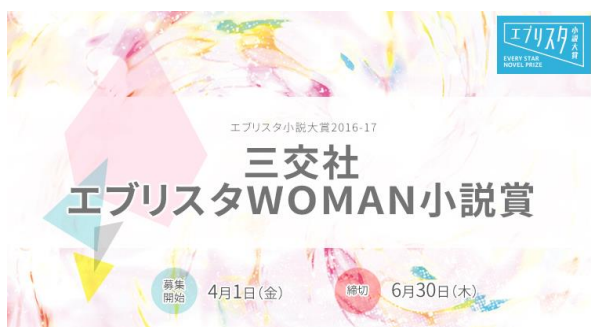 エブリスタ
小説大賞
EVERY STAR
NOVEL PRIZE
エブリスタ小説大賞2016-17
三交社
エブリスタWOMAN小説賞
募集
開始
4月1日(金)
締切
6月30日(木)